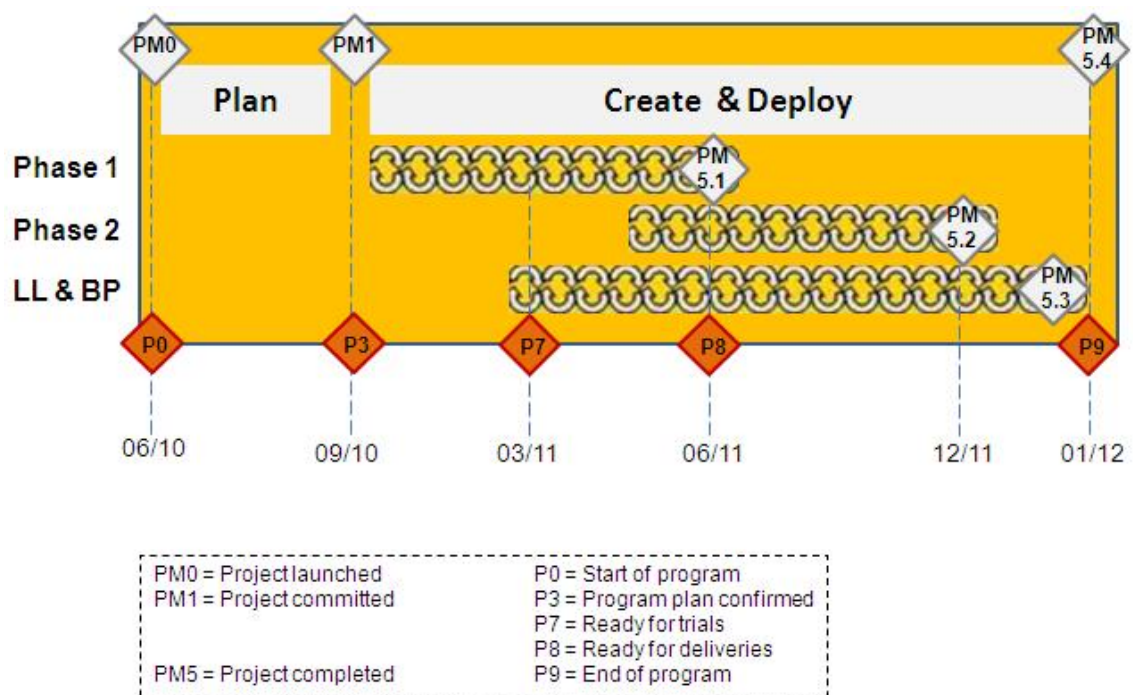 PM0 PM1 PM 5.4
Plan Create & Deploy
Phase 1 PM 5.1
Phase 2 PM 5.2
LL & BP PM 5.3
P0 P3 P7 P8 P9
06/10 09/10 03/11 06/11 12/11 01/12
PM0 = Project launched P0 = Start of program
PM1 = Project committed P3 = Program plan confirmed
P7 = Ready for trials
P8 = Ready for deliveries
PM5 = Project completed P9 = End of program